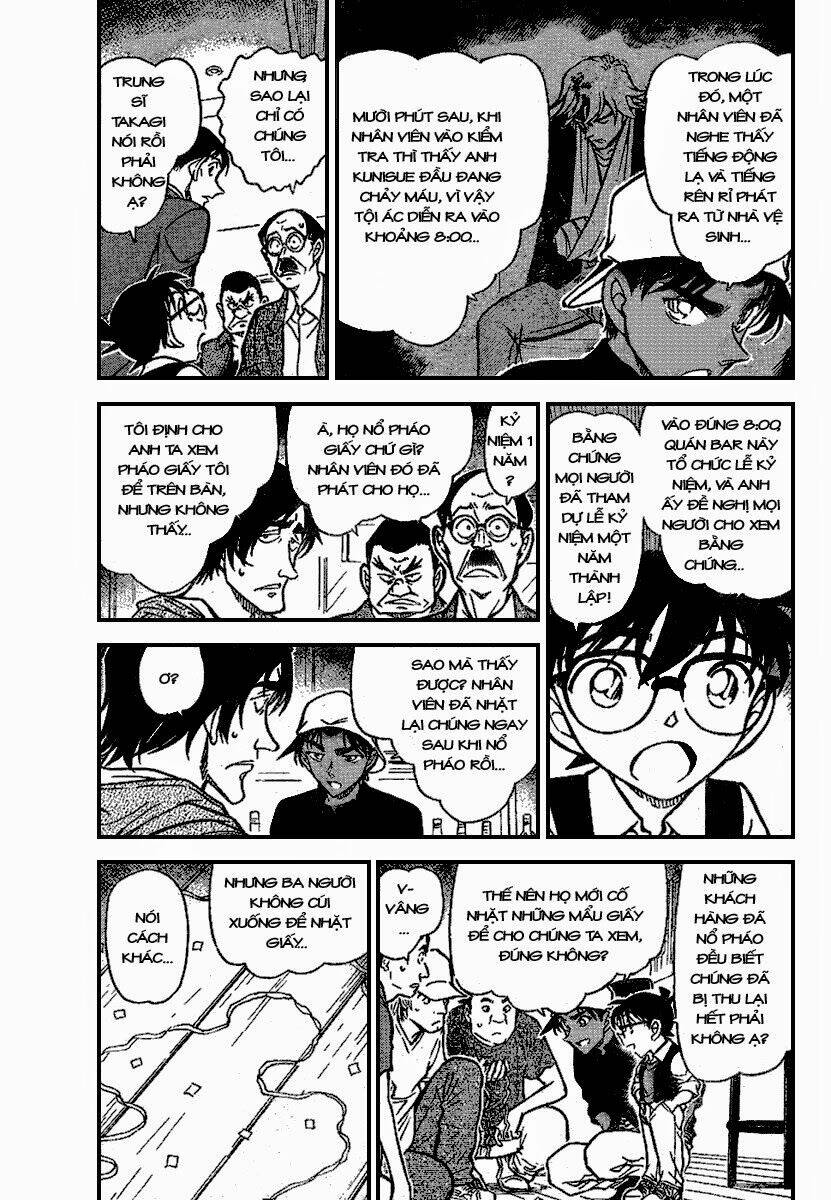 TRONG LÚC
ĐÓ, MỘT
NHÂN VIÊN ĐÃ
NGHE THẤY
TIẾNG ĐỘNG
LẠ VÀ TIẾNG
RÊN RỈ PHÁT
RA TỪ NHÀ VỆ
SINH...
MƯỜI PHÚT SAU, KHI
NHÂN VIÊN VÀO KIỂM
TRA THÌ THẤY ANH
KUNIGUE ĐẦU ĐANG
CHẢY MÁU, VÌ VẬY
TỘI ÁC DIỄN RA VÀO
KHOẢNG 8:00...
NHƯNG
SAO LẠI
CHỈ CÓ
CHÚNG
TÔI...
TRUNG
SĨ
TAKAGI
NÓI RỒI
PHẢI
KHÔNG
Ạ?
VÀO ĐÚNG 8:00,
QUÁN BAR NÀY
TỔ CHỨC LỄ KỶ
NIỆM, VÀ ANH
ẤY ĐỀ NGHỊ MỌI
NGƯỜI CHO XEM
BẰNG
CHỨNG..
BẰNG
CHỨNG
MỌI NGƯỜI
ĐÃ THAM
DỰ LỄ KỶ
NIỆM MỘT
NĂM
THÀNH
LẬP!
KỶ
NIỆM 1
NĂM
?
À, HỌ NỔ PHÁO
GIẤY CHỨ GÌ?
NHÂN VIÊN ĐÓ ĐÃ
PHÁT CHO HỌ...
TÔI ĐỊNH CHO
ANH TA XEM
PHÁO GIẤY TÔI
ĐỂ TRÊN BÀN,
NHƯNG KHÔNG
THẤY...
SAO MÀ THẤY
ĐƯỢC? NHÂN
VIÊN ĐÃ NHẶT
LẠI CHÚNG NGAY
SAU KHI NỔ
PHÁO RỒI...
Ơ?
NHỮNG
KHÁCH
HÀNG ĐÃ
NỔ PHÁO
ĐỀU BIẾT
CHÚNG ĐÃ
BỊ THU LẠI
HẾT PHẢI
KHÔNG Ạ?
THẾ NÊN HỌ MỚI CỐ
NHẶT NHỮNG MẨU GIẤY
ĐỂ CHO CHÚNG TA XEM,
ĐÚNG KHÔNG?
V-
VÂNG
...
NHƯNG BA NGƯỜI
KHÔNG CÚI
XUỐNG ĐỂ NHẶT
GIẤY...
NÓI
CÁCH
KHÁC...